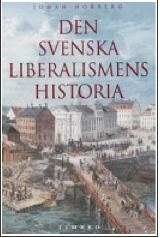 JOHAN NORBERG
DEN
SVENSKA
LIBERALISMENS
HISTORIA
TIMBRO